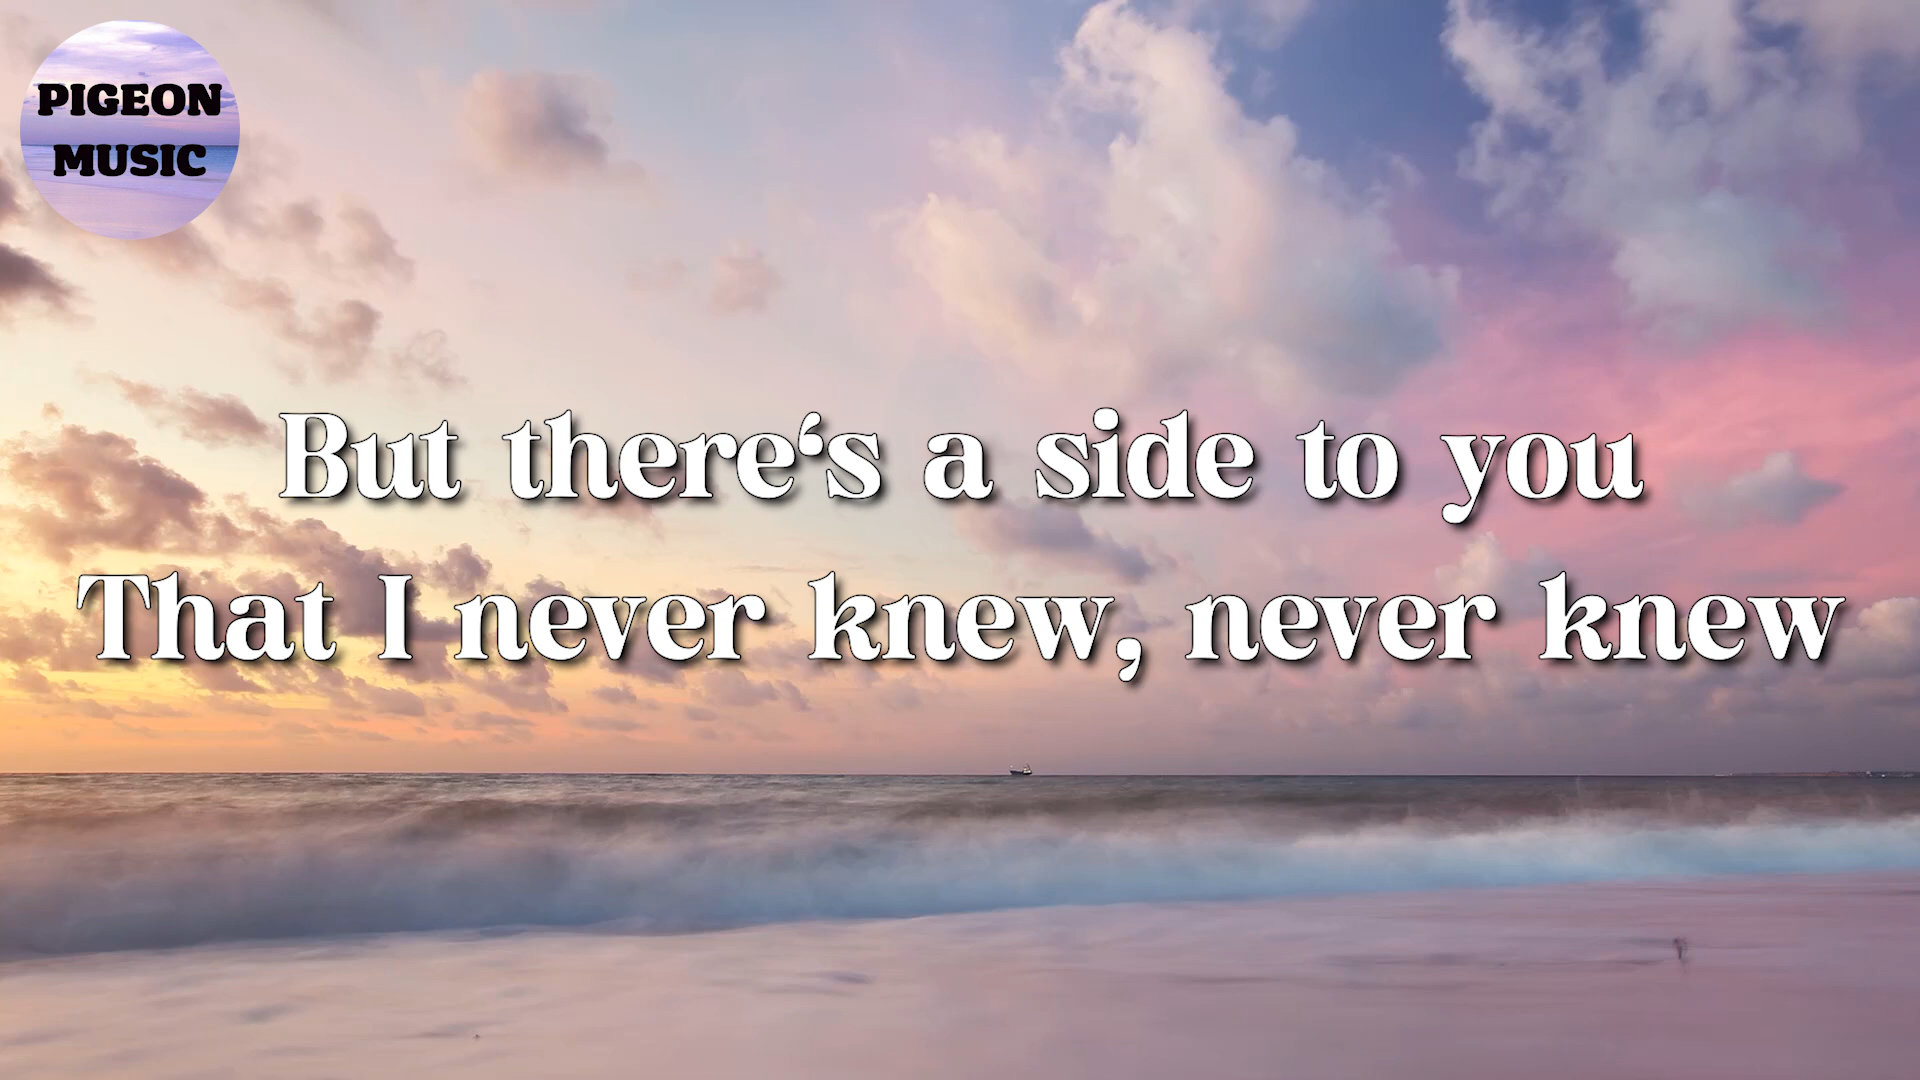 PIGEON
MUSIC
But there‘s a side to you
That I never knew, never knew